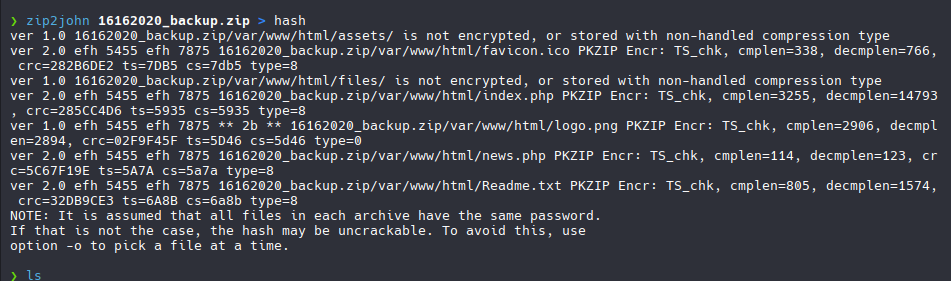 ❯ zip2john 16162020_backup.zip > hash
ver 1.0 16162020_backup.zip/var/www/html/assets/ is not encrypted, or stored with non-handled compression type
ver 2.0 efh 5455 efh 7875 16162020_backup.zip/var/www/html/favicon.ico PKZIP Encr: TS_chk, cmplen=338, decmplen=766,
 crc=282B6DE2 ts=7DB5 cs=7db5 type=8
ver 1.0 16162020_backup.zip/var/www/html/files/ is not encrypted, or stored with non-handled compression type
ver 2.0 efh 5455 efh 7875 16162020_backup.zip/var/www/html/index.php PKZIP Encr: TS_chk, cmplen=3255, decmplen=14793
, crc=285CC4D6 ts=5935 cs=5935 type=8
ver 1.0 efh 5455 efh 7875 ** 2b ** 16162020_backup.zip/var/www/html/logo.png PKZIP Encr: TS_chk, cmplen=2906, decmpl
en=2894, crc=02F9F45F ts=5D46 cs=5d46 type=0
ver 2.0 efh 5455 efh 7875 16162020_backup.zip/var/www/html/news.php PKZIP Encr: TS_chk, cmplen=114, decmplen=123, cr
c=5C67F19E ts=5A7A cs=5a7a type=8
ver 2.0 efh 5455 efh 7875 16162020_backup.zip/var/www/html/Readme.txt PKZIP Encr: TS_chk, cmplen=805, decmplen=1574,
 crc=32DB9CE3 ts=6A8B cs=6a8b type=8
NOTE: It is assumed that all files in each archive have the same password.
If that is not the case, the hash may be uncrackable. To avoid this, use
option -o to pick a file at a time.
❯ ls